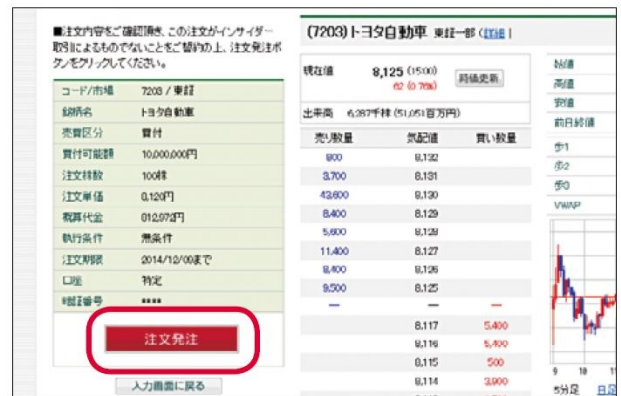 ■注文内容をご確認頂き、この注文がインサイダー
取引によるものでないことをご誓約の上、注文発注ボ
タンをクリックしてください。
コード/市場 7203 / 東証
銘柄名 トヨタ自動車
売買区分 買付
買付可能額 10,000,000円
注文株数 100株
注文単価 8,120円
概算代金 812,972円
執行条件 無条件
注文期限 2014/12/09まで
口座 特定
暗証番号 ****
注文発注
入力画面に戻る
(7203)トヨタ自動車 東証一部 (詳細)
現在値 8,125 (15:00)
62 (0.76%)
時価更新
出来高 6,287千株 (51,051百万円)
売り数量 気配値 買い数量
800 8,132
3,700 8,131
43,600 8,130
8,400 8,129
5,600 8,128
11,400 8,127
8,400 8,126
9,500 8,125
— — —
8,117 5,400
8,116 5,400
8,115 500
8,114 3,900
始値
高値
安値
前日終値
歩1
歩2
歩3
VWAP
9 10 11
5分足 日足